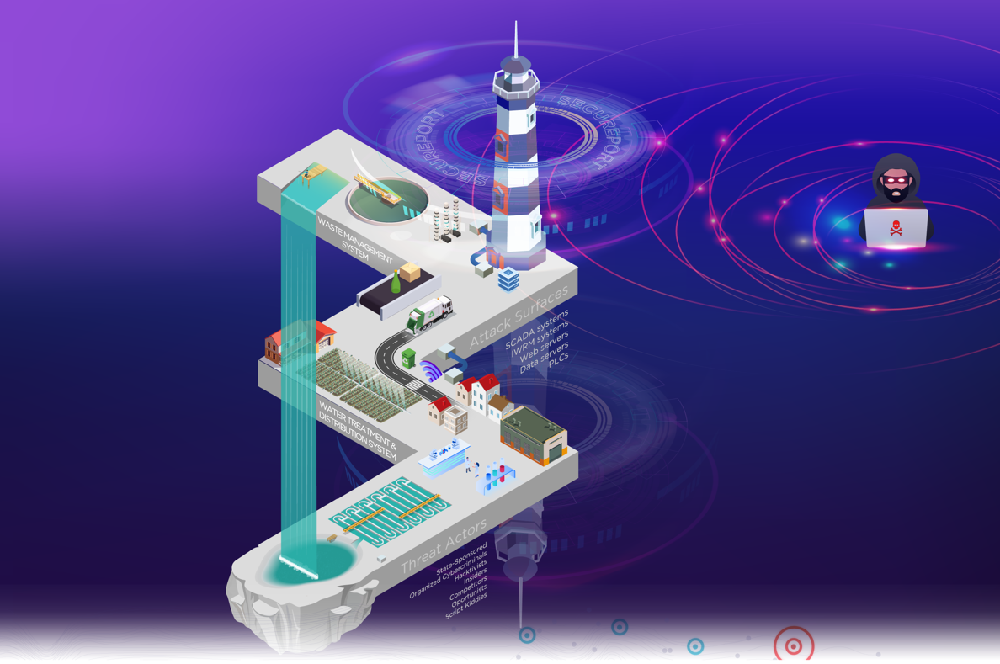 SECUREPORT
SECUREPORT
SECUREPORT
WASTE MANAGEMENT
SYSTEM
Attack Surfaces
SCADA systems
IWRM systems
Web servers
Data servers
PLCs
WATER TREATMENT &
DISTRIBUTION SYSTEM
Threat Actors
State-Sponsored
Organized Cybercriminals
Hacktivists
Insiders
Competitors
Oportunists
Script Kiddies